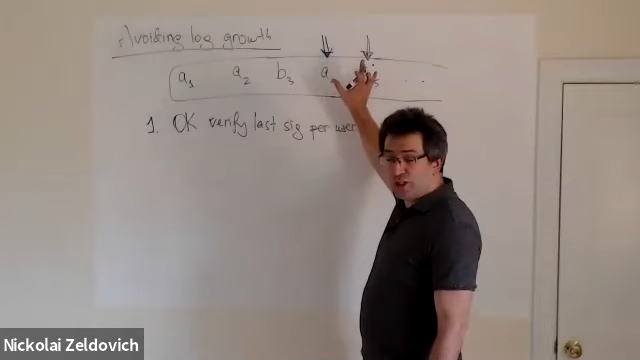 Avoiding log growth
a1 a2 b3 a
1. OK verify last sig per user
Nickolai Zeldovich